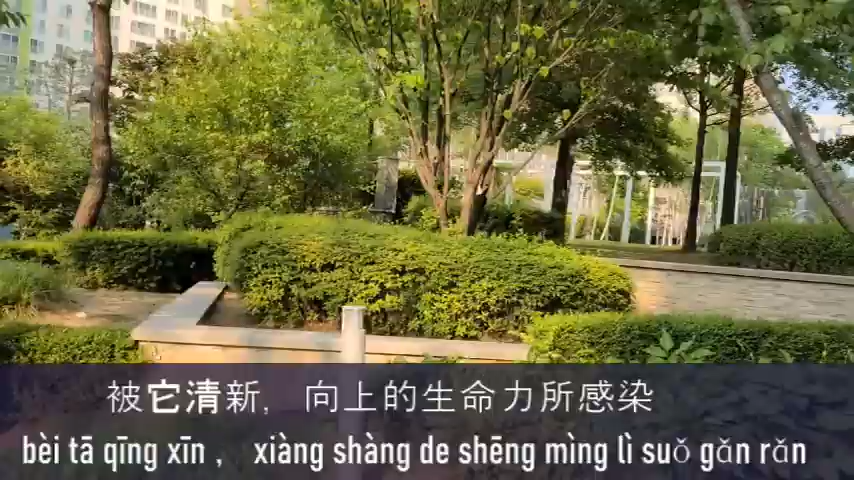 被它清新, 向上的生命力所感染
bèi tā qīng xīn , xiàng shàng de shēng mìng lì suǒ gǎn rǎn